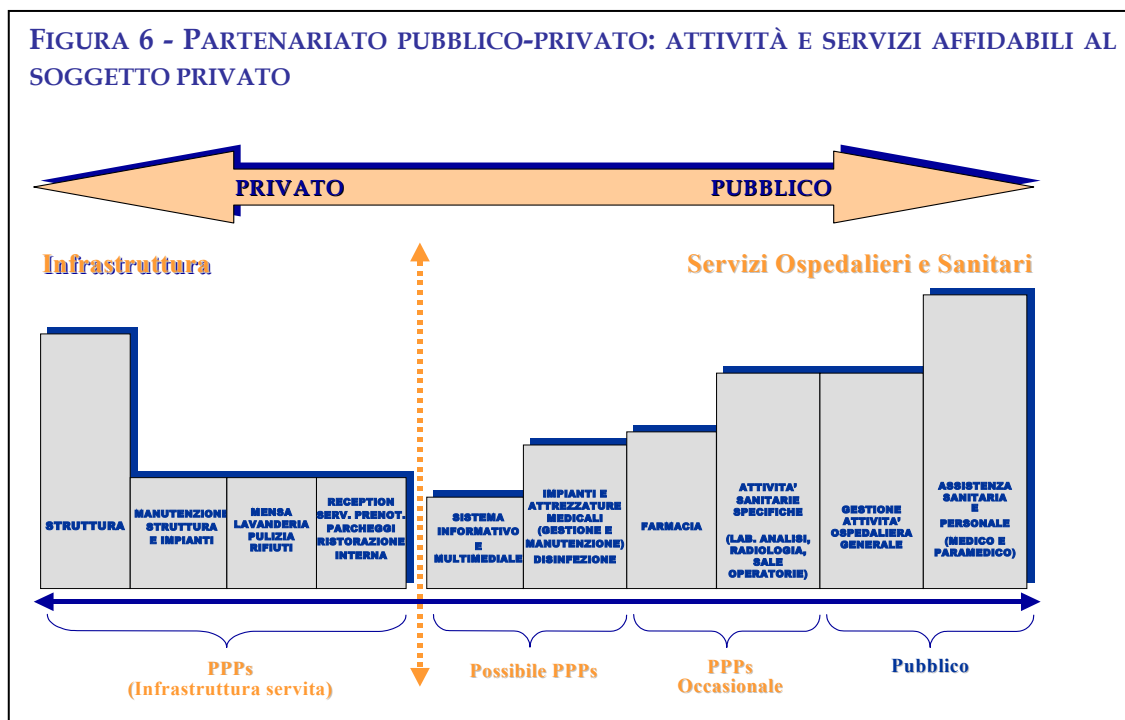 FIGURA 6 - PARTENARIATO PUBBLICO-PRIVATO: ATTIVITÀ E SERVIZI AFFIDABILI AL
SOGGETTO PRIVATO
PRIVATO
PUBBLICO
Infrastruttura
Servizi Ospedalieri e Sanitari
STRUTTURA
MANUTENZIONE
STRUTTURA
E IMPIANTI
MENSA
LAVANDERIA
PULIZIA
RIFIUTI
RECEPTION
SERV. PRENOT.
PARCHEGGI
RISTORAZIONE
INTERNA
SISTEMA
INFORMATIVO
E
MULTIMEDIALE
IMPIANTI E
ATTREZZATURE
MEDICALI
(GESTIONE E
MANUTENZIONE)
DISINFEZIONE
FARMACIA
ATTIVITA'
SANITARIE
SPECIFICHE
(LAB. ANALISI,
RADIOLOGIA,
SALE
OPERATORIE)
GESTIONE
ATTIVITA'
OSPEDALIERA
GENERALE
ASSISTENZA
SANITARIA
E
PERSONALE
(MEDICO E
PARAMEDICO)
PPPs
(Infrastruttura servita)
Possibile PPPs
PPPs
Occasionale
Pubblico